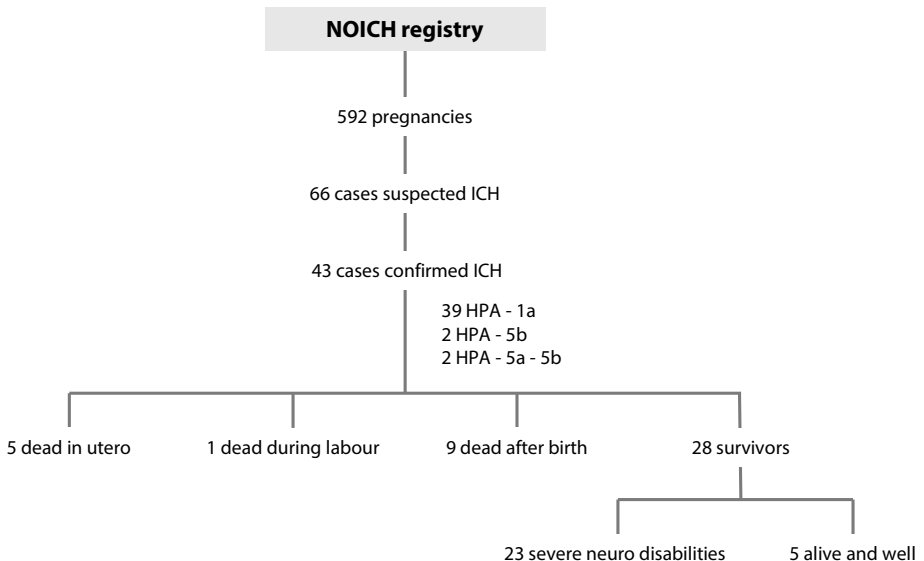 NOICH registry
592 pregnancies
66 cases suspected ICH
43 cases confirmed ICH
39 HPA - 1a
2 HPA - 5b
2 HPA - 5a - 5b
5 dead in utero
1 dead during labour
9 dead after birth
28 survivors
23 severe neuro disabilities
5 alive and well